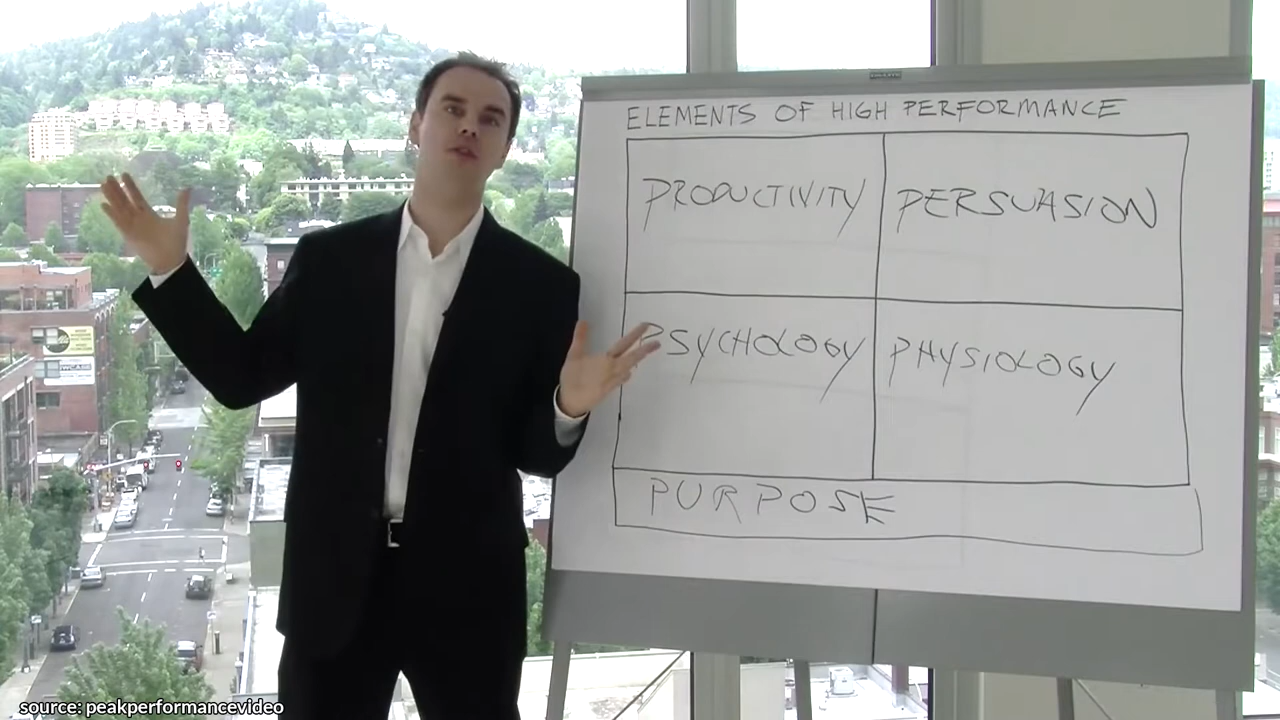 ELEMENTS OF HIGH PERFORMANCE
PRODUCTIVITY PERSUASION
PSYCHOLOGY PHYSIOLOGY
PURPOSE
source: peakperformancevideo